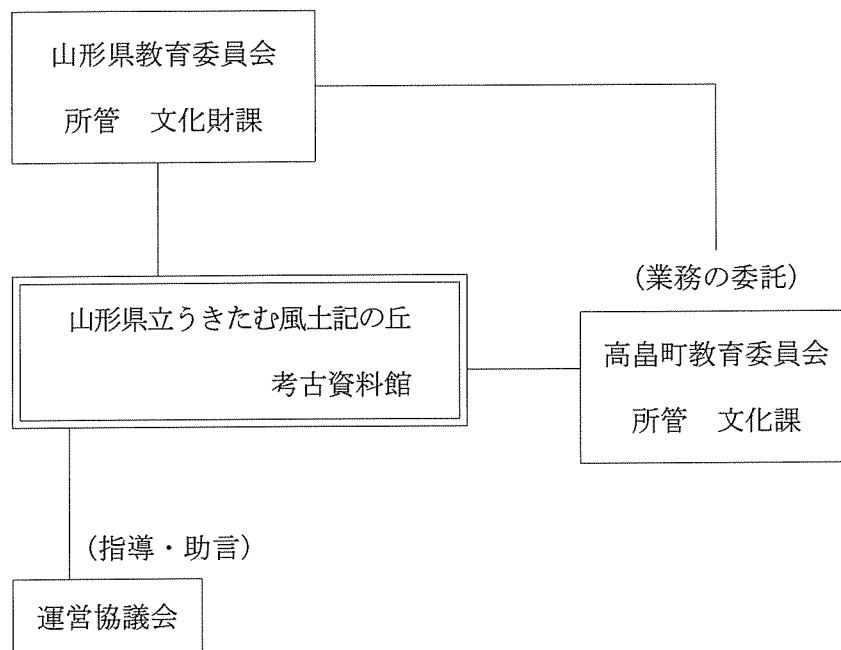 山形県教育委員会
所管　文化財課
(業務の委託)
山形県立うきたむ風土記の丘
考古資料館
高畠町教育委員会
所管　文化課
(指導・助言)
運営協議会